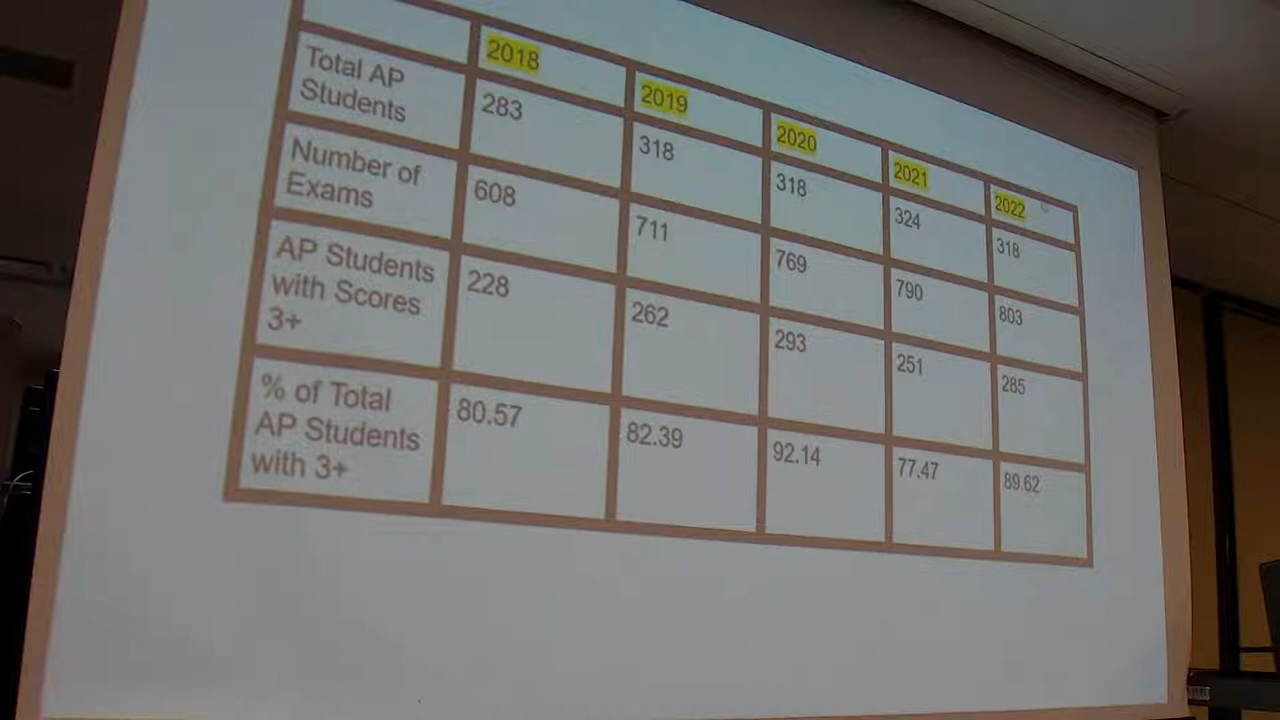 2018 2019 2020 2021 2022
Total AP
Students
283 318 318 324 318
Number of
Exams
608 711 769 790 803
AP Students
with Scores
3+
228 262 293 251 285
% of Total
AP Students
with 3+
80.57 82.39 92.14 77.47 89.62